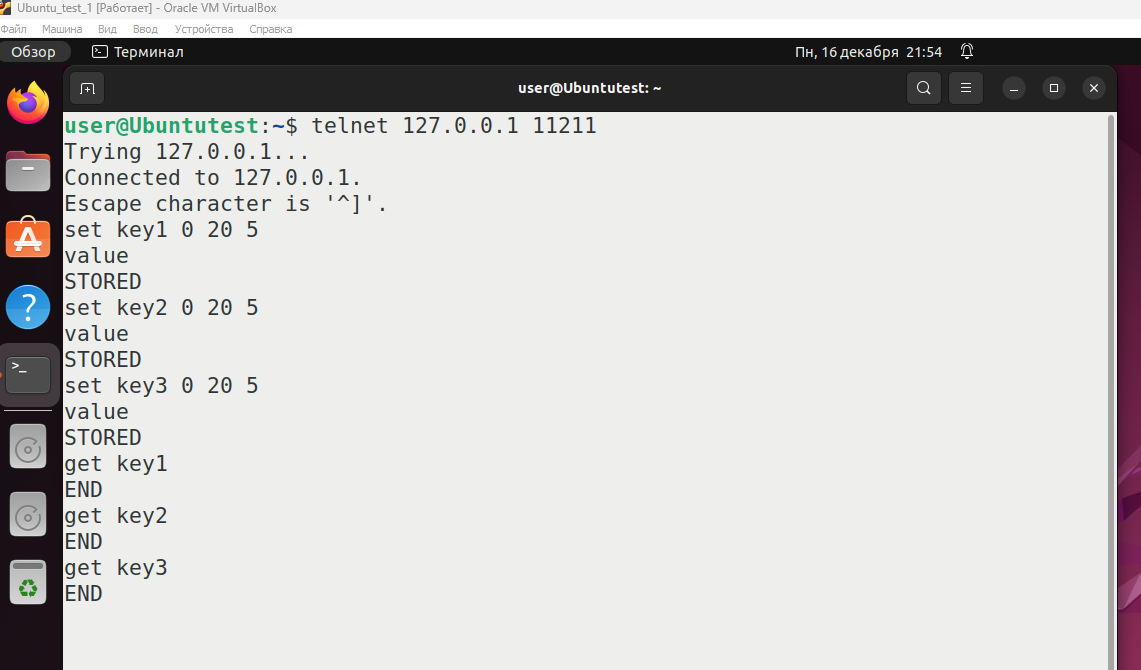 Ubuntu_test_1 [Работает] - Oracle VM VirtualBox
Файл Машина Вид Ввод Устройства Справка
Обзор Терминал Пн, 16 декабря 21:54
user@Ubuntutest: ~
user@Ubuntutest:~$ telnet 127.0.0.1 11211
Trying 127.0.0.1...
Connected to 127.0.0.1.
Escape character is '^]'.
set key1 0 20 5
value
STORED
set key2 0 20 5
value
STORED
set key3 0 20 5
value
STORED
get key1
END
get key2
END
get key3
END